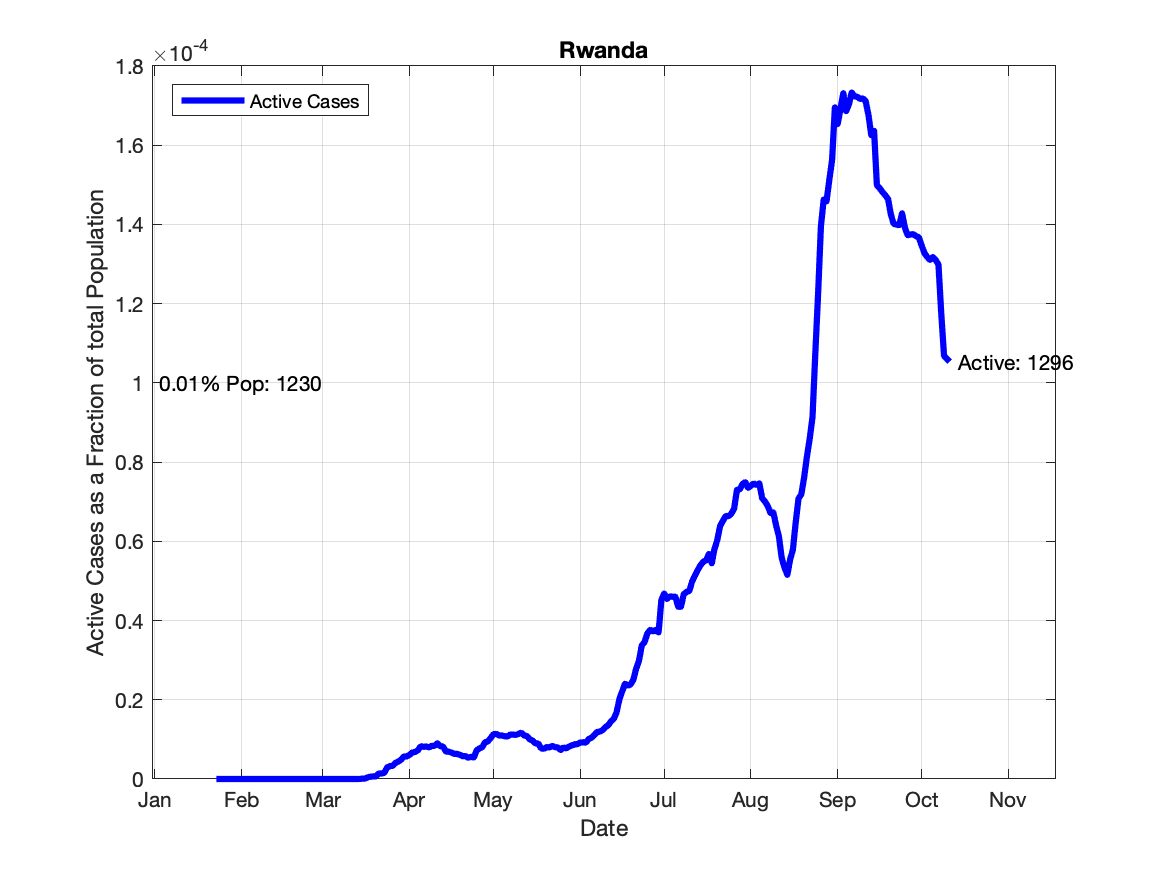 Rwanda
×10-4
Active Cases
1.8
1.6
1.4
1.2
1
0.8
0.6
0.4
0.2
0
Active Cases as a Fraction of total Population
0.01% Pop: 1230
Active: 1296
Jan Feb Mar Apr May Jun Jul Aug Sep Oct Nov
Date